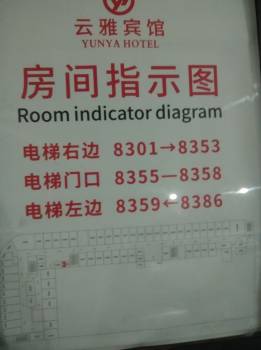 云雅宾馆
YUNYA HOTEL
房间指示图
Room indicator diagram
电梯右边 8301→8353
电梯门口 8355—8358
电梯左边 8359←8386